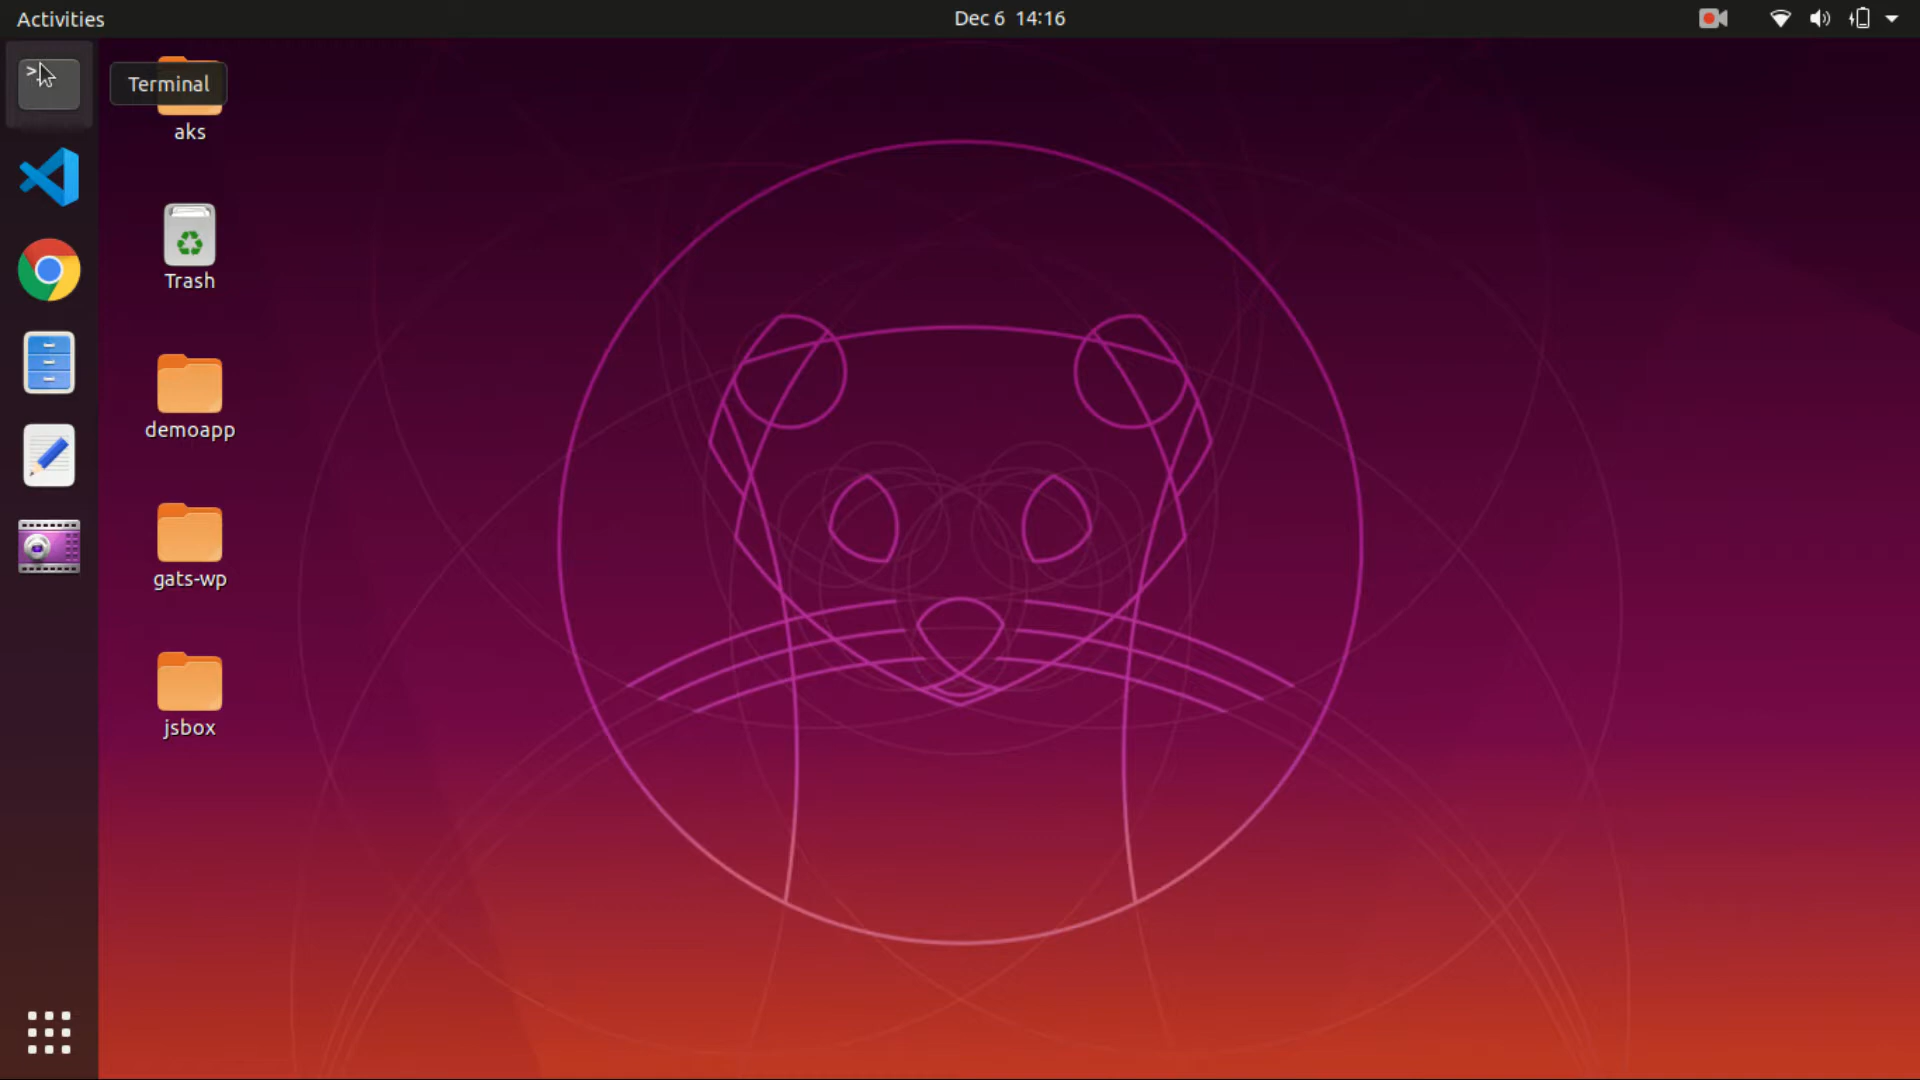 Activities
Dec 6 14:16
>
Terminal
aks
Trash
demoapp
gats-wp
jsbox